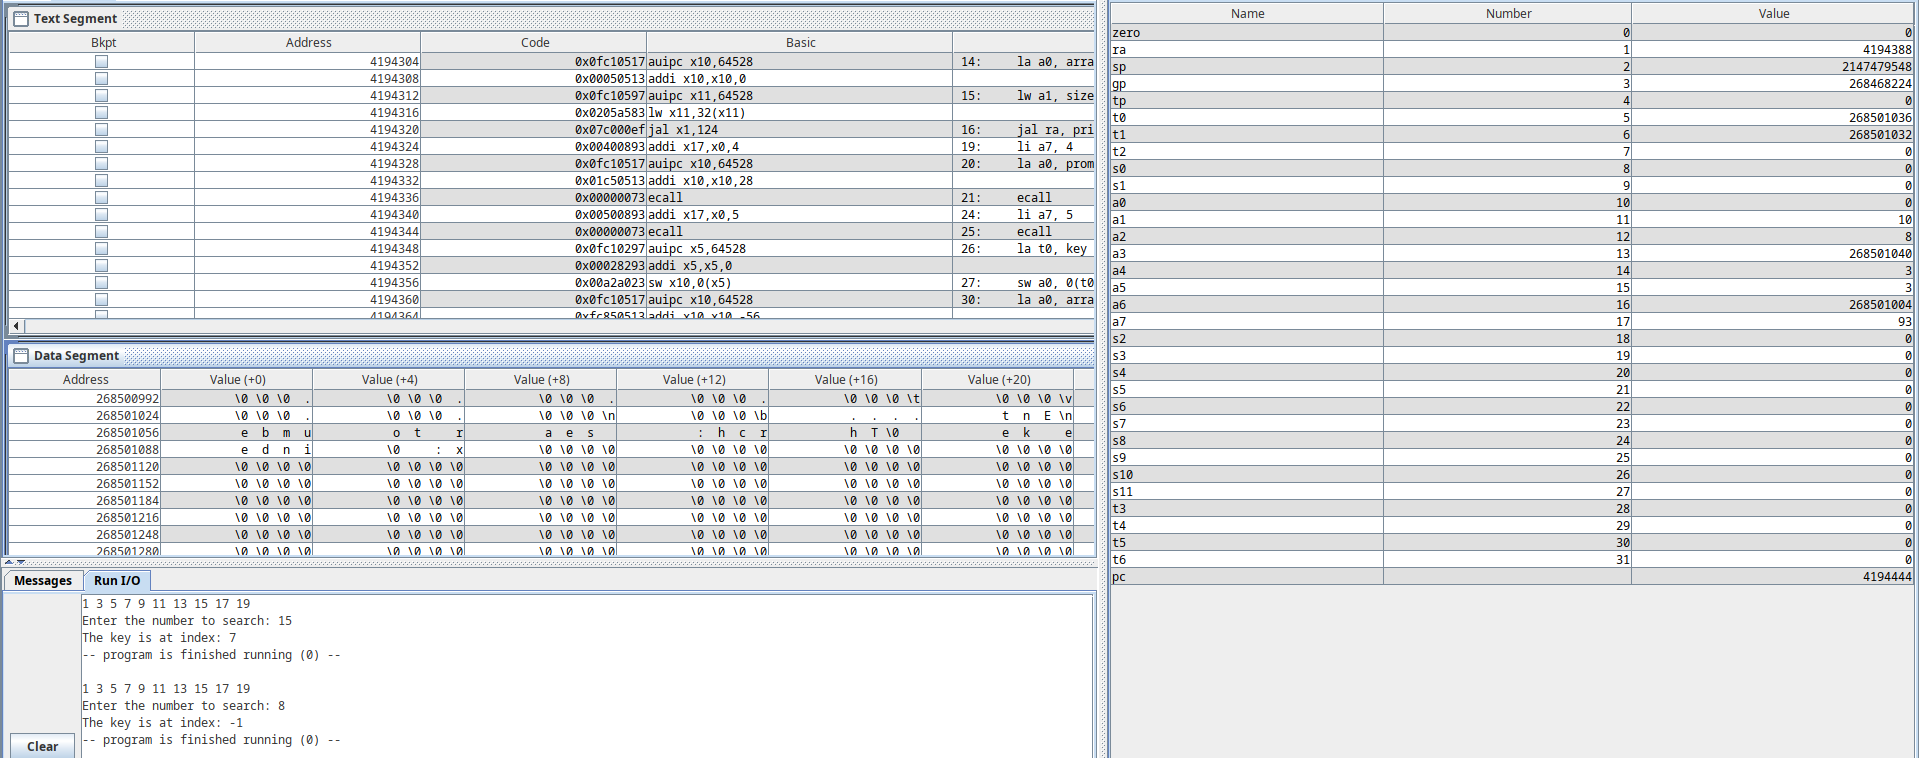 Text Segment
Bkpt Address Code Basic
4194304 0x0fc10517 auipc x10,64528 14: la a0, arra
4194308 0x00050513 addi x10,x10,0
4194312 0x0fc10597 auipc x11,64528 15: lw a1, size
4194316 0x0205a583 lw x11,32(x11)
4194320 0x07c000ef jal x1,124 16: jal ra, pri
4194324 0x00400893 addi x17,x0,4 19: li a7, 4
4194328 0x0fc10517 auipc x10,64528 20: la a0, prom
4194332 0x01c50513 addi x10,x10,28
4194336 0x00000073 ecall 21: ecall
4194340 0x00500893 addi x17,x0,5 24: li a7, 5
4194344 0x00000073 ecall 25: ecall
4194348 0x0fc10297 auipc x5,64528 26: la t0, key
4194352 0x00028293 addi x5,x5,0
4194356 0x00a2a023 sw x10,0(x5) 27: sw a0, 0(t0
4194360 0x0fc10517 auipc x10,64528 30: la a0, arra
4194364 0xfc850513 addi x10,x10,-56
Data Segment
Address Value (+0) Value (+4) Value (+8) Value (+12) Value (+16) Value (+20)
268500992 \0 \0 \0 . \0 \0 \0 . \0 \0 \0 . \0 \0 \0 . \0 \0 \0 \t \0 \0 \0 \v
268501024 \0 \0 \0 . \0 \0 \0 . \0 \0 \0 \n \0 \0 \0 \b . . . . t n E \n
268501056 e b m u o t r a e s : h c r h T \0 e k e
268501088 e d n i \0 : x \0 \0 \0 \0 \0 \0 \0 \0 \0 \0 \0 \0 \0 \0 \0 \0
268501120 \0 \0 \0 \0 \0 \0 \0 \0 \0 \0 \0 \0 \0 \0 \0 \0 \0 \0 \0 \0 \0 \0 \0 \0
268501152 \0 \0 \0 \0 \0 \0 \0 \0 \0 \0 \0 \0 \0 \0 \0 \0 \0 \0 \0 \0 \0 \0 \0 \0
268501184 \0 \0 \0 \0 \0 \0 \0 \0 \0 \0 \0 \0 \0 \0 \0 \0 \0 \0 \0 \0 \0 \0 \0 \0
268501216 \0 \0 \0 \0 \0 \0 \0 \0 \0 \0 \0 \0 \0 \0 \0 \0 \0 \0 \0 \0 \0 \0 \0 \0
268501248 \0 \0 \0 \0 \0 \0 \0 \0 \0 \0 \0 \0 \0 \0 \0 \0 \0 \0 \0 \0 \0 \0 \0 \0
268501280 \0 \0 \0 \0 \0 \0 \0 \0 \0 \0 \0 \0 \0 \0 \0 \0 \0 \0 \0 \0 \0 \0 \0 \0
Messages Run I/O
1 3 5 7 9 11 13 15 17 19
Enter the number to search: 15
The key is at index: 7
-- program is finished running (0) --
1 3 5 7 9 11 13 15 17 19
Enter the number to search: 8
The key is at index: -1
-- program is finished running (0) --
Clear
Name Number Value
zero 0 0
ra 1 4194388
sp 2 2147479548
gp 3 268468224
tp 4 0
t0 5 268501036
t1 6 268501032
t2 7 0
s0 8 0
s1 9 0
a0 10 0
a1 11 10
a2 12 8
a3 13 268501040
a4 14 3
a5 15 3
a6 16 268501004
a7 17 93
s2 18 0
s3 19 0
s4 20 0
s5 21 0
s6 22 0
s7 23 0
s8 24 0
s9 25 0
s10 26 0
s11 27 0
t3 28 0
t4 29 0
t5 30 0
t6 31 0
pc 4194444